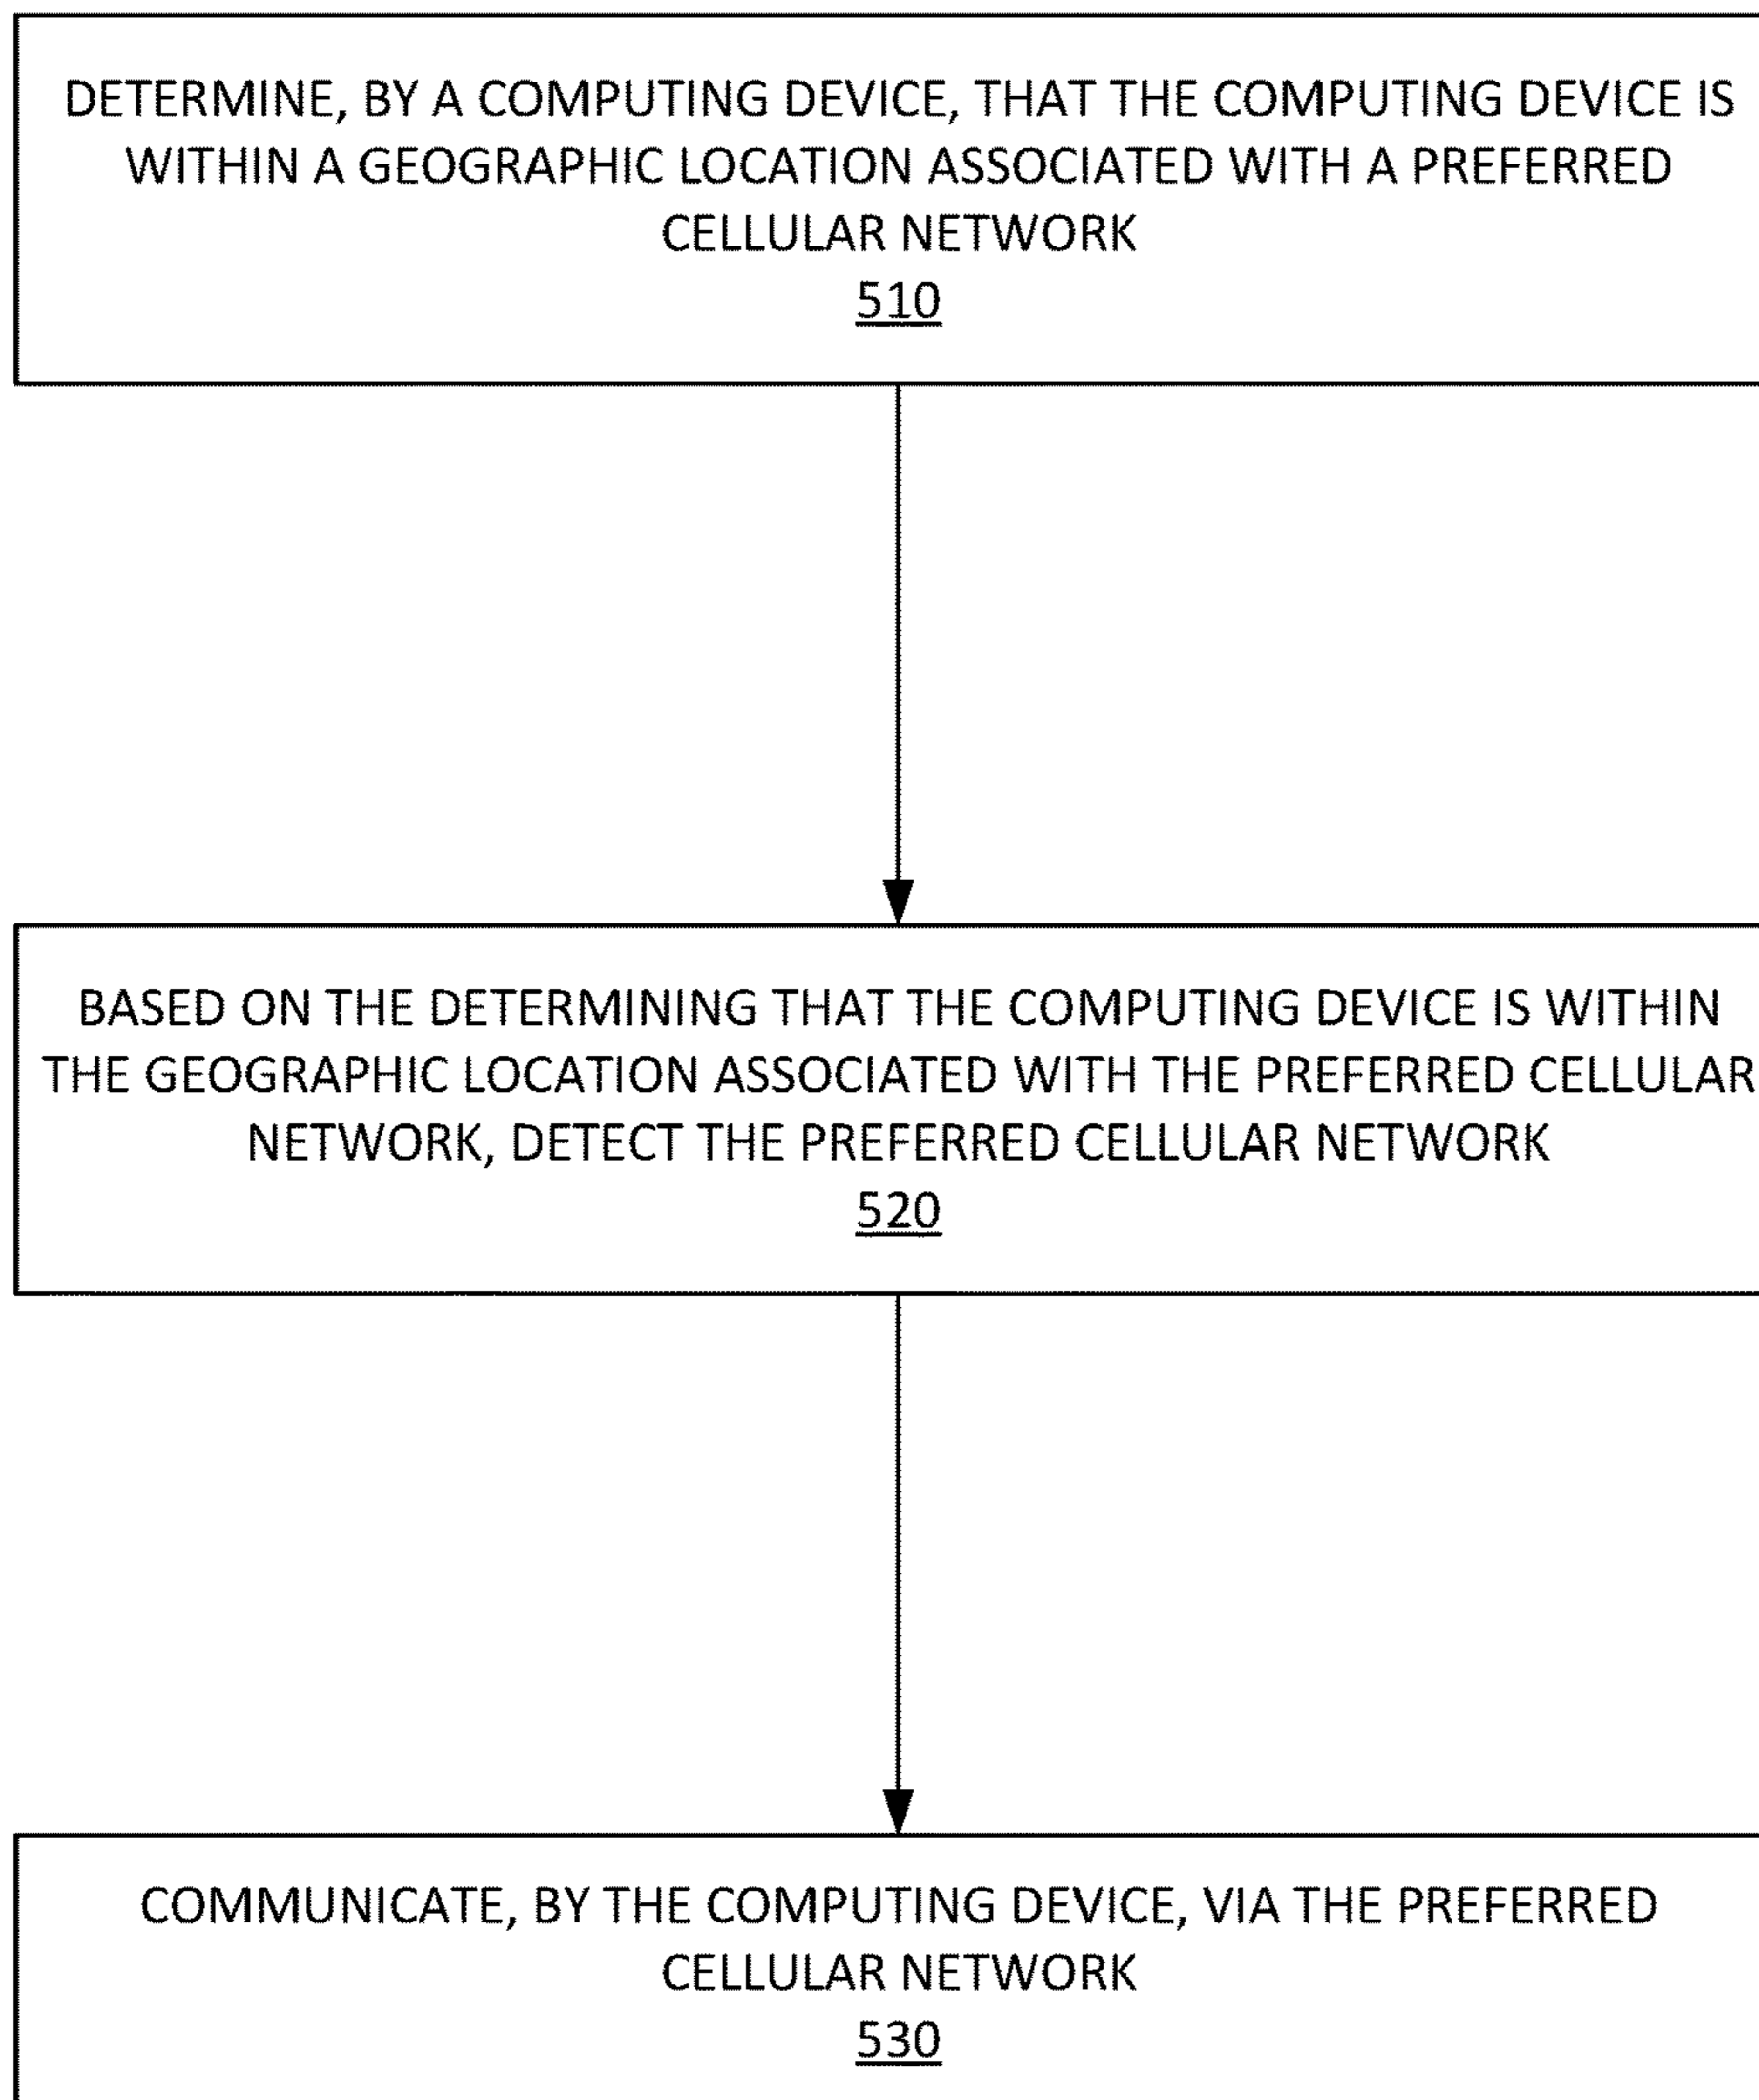 DETERMINE, BY A COMPUTING DEVICE, THAT THE COMPUTING DEVICE IS
WITHIN A GEOGRAPHIC LOCATION ASSOCIATED WITH A PREFERRED
CELLULAR NETWORK
510
BASED ON THE DETERMINING THAT THE COMPUTING DEVICE IS WITHIN
THE GEOGRAPHIC LOCATION ASSOCIATED WITH THE PREFERRED CELLULAR
NETWORK, DETECT THE PREFERRED CELLULAR NETWORK
520
COMMUNICATE, BY THE COMPUTING DEVICE, VIA THE PREFERRED
CELLULAR NETWORK
530